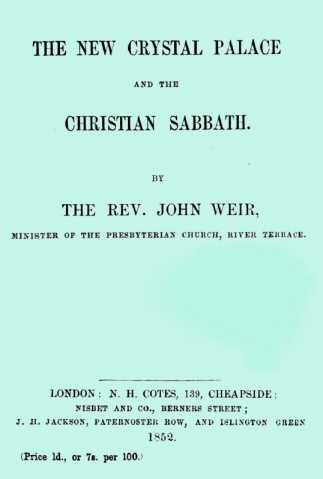 THE NEW CRYSTAL PALACE
AND THE
CHRISTIAN SABBATH.
BY
THE REV. JOHN WEIR,
MINISTER OF THE PRESBYTERIAN CHURCH, RIVER TERRACE.
LONDON: N. H. COTES, 139, CHEAPSIDE:
NISBET AND CO., BERNERS STREET;
J. H. JACKSON, PATERNOSTER ROW, AND ISLINGTON GREEN
1852.
(Price 1d., or 7s. per 100.)